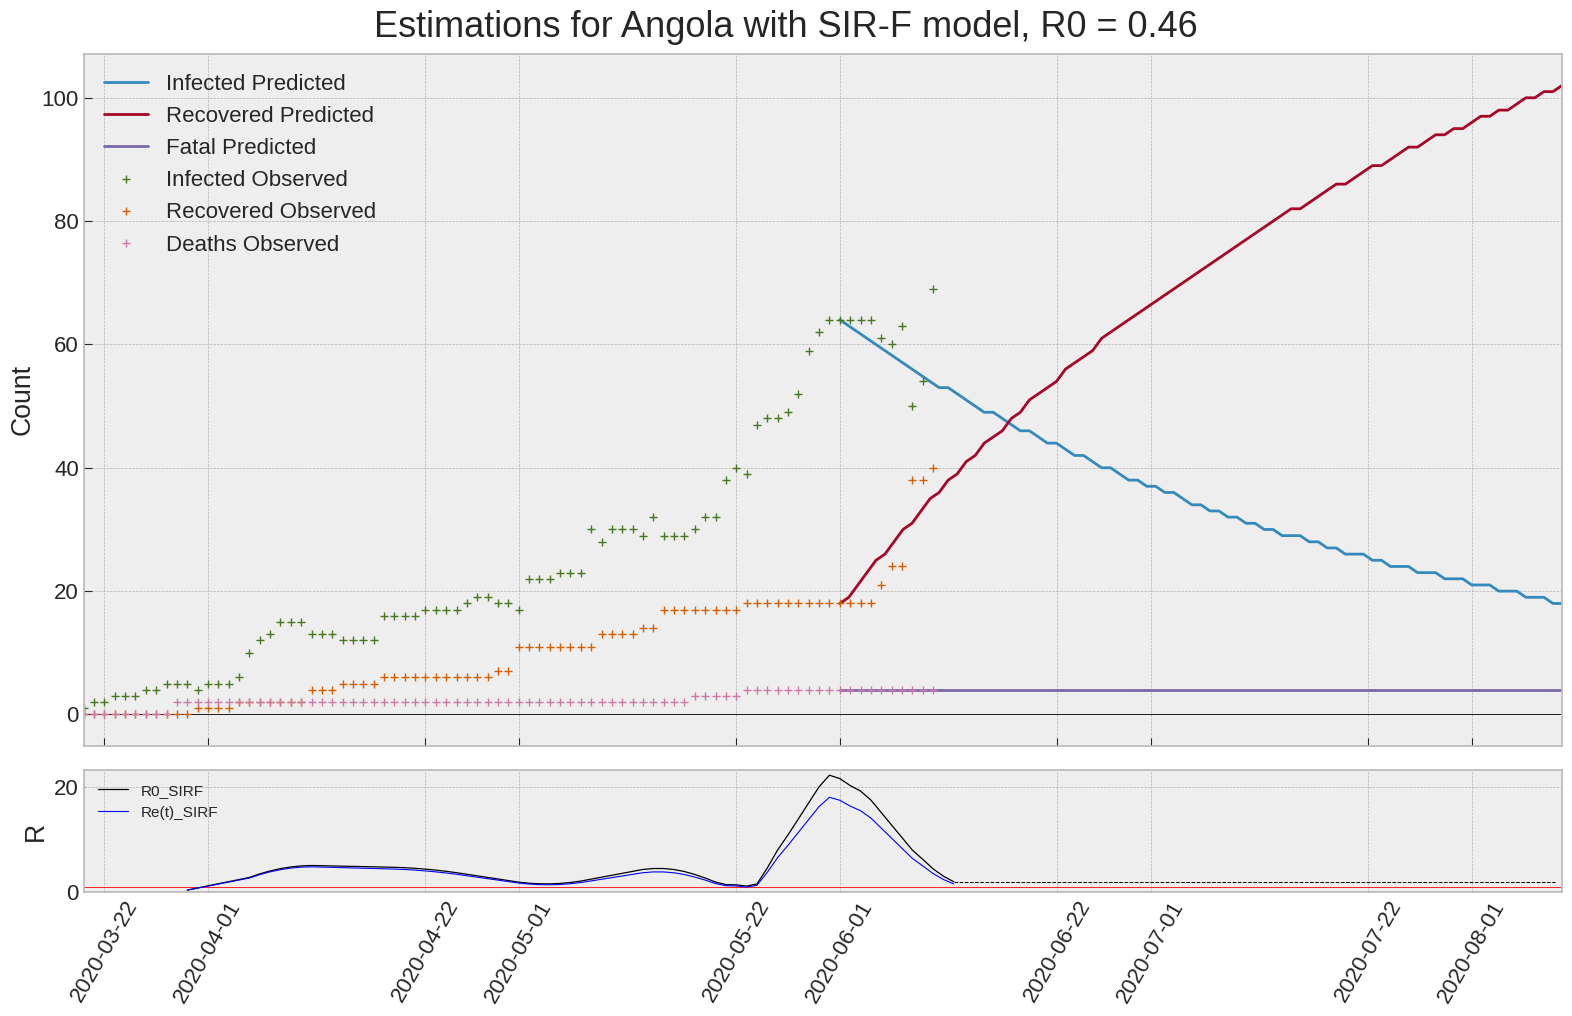 Estimations for Angola with SIR-F model, R0 = 0.46
Infected Predicted
Recovered Predicted
Fatal Predicted
Infected Observed
Recovered Observed
Deaths Observed
100
80
60
40
20
0
Count
R0_SIRF
Re(t)_SIRF
20
0
R
2020-03-22
2020-04-01
2020-04-22
2020-05-01
2020-05-22
2020-06-01
2020-06-22
2020-07-01
2020-07-22
2020-08-01